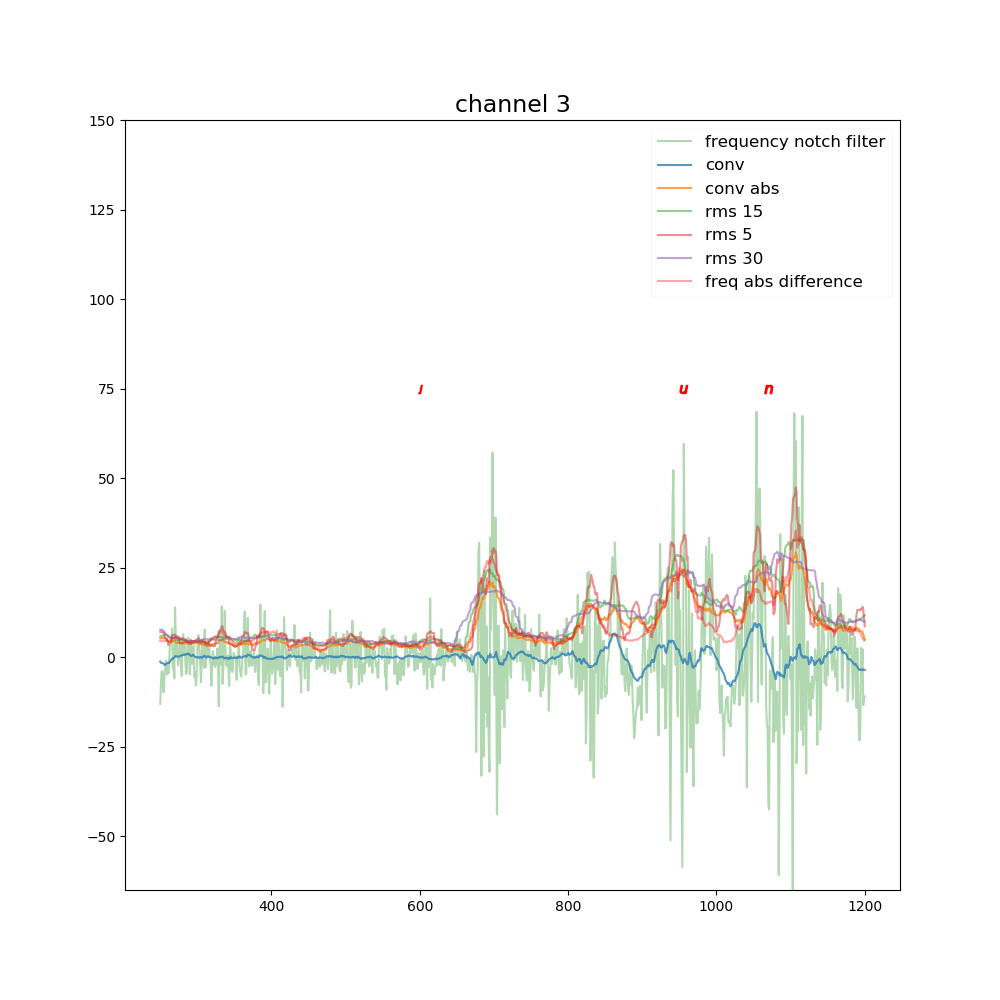 channel 3
150
frequency notch filter
conv
conv abs
rms 15
rms 5
rms 30
freq abs difference
125
100
75
u n
50
25
0
−25
−50
400 600 800 1000 1200